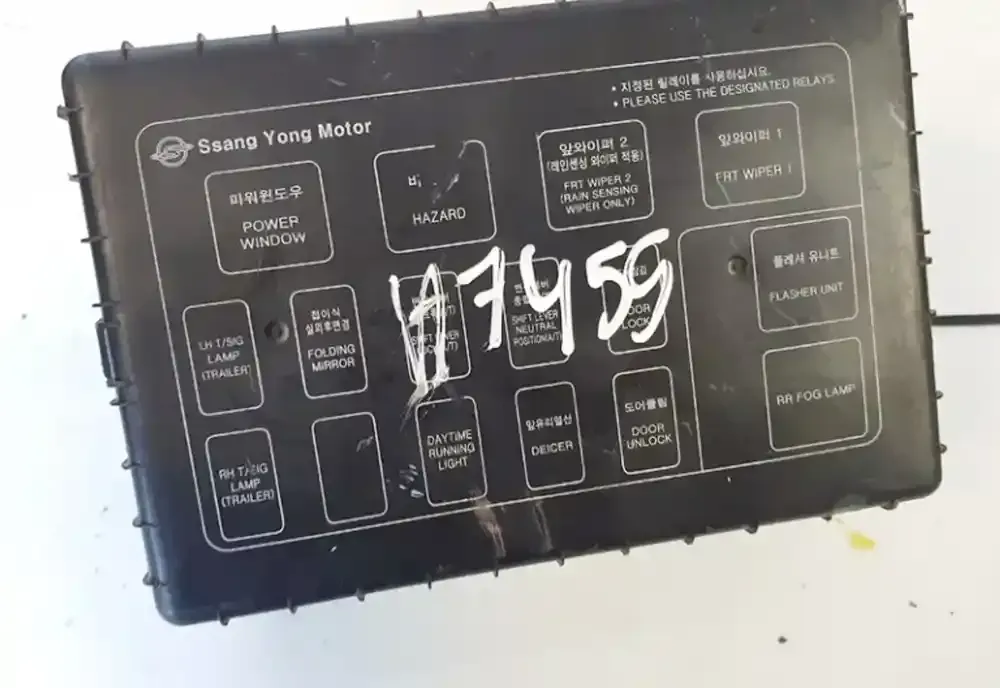 • 지정된 릴레이를 사용하십시오.
• PLEASE USE THE DESIGNATED RELAYS
Ssang Yong Motor
파워윈도우
POWER
WINDOW
HAZARD
앞와이퍼 2
(레인센싱 와이퍼 적용)
FRT WIPER 2
(RAIN SENSING
WIPER ONLY)
앞와이퍼 1
FRT WIPER 1
LH T/SIG
LAMP
(TRAILER)
접이식
실외후면경
FOLDING
MIRROR
SHIFT LEVER
NEUTRAL
POSITION(A/T)
DOOR
LOCK
플래셔 유니트
FLASHER UNIT
A7459
RH T/SIG
LAMP
(TRAILER)
DAYTIME
RUNNING
LIGHT
앞유리열선
DEICER
도어풀림
DOOR
UNLOCK
RR FOG LAMP